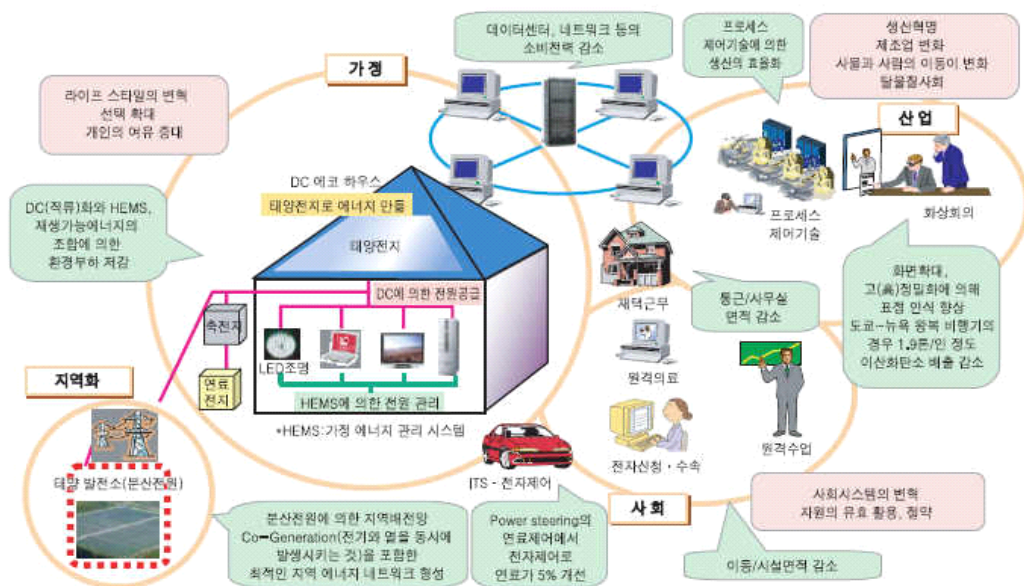 데이터센터, 네트워크 등의
소비전력 감소
프로세스
제어기술에 의한
생산의 효율화
생산혁명
제조업 변화
사물과 사람의 이동이 변화
탈물질사회
가 정
산 업
라이프 스타일의 변혁
선택 확대
개인의 여유 증대
DC 에코 하우스
태양전지로 에너지 만듦
태양전지
DC(직류)화와 HEMS,
재생가능에너지의
조합에 의한
환경부하 저감
프로세스
제어기술
화상회의
DC에 의한 전원공급
축전지
연료
전지
LED조명
HEMS에 의한 전원 관리
*HEMS:가정 에너지 관리 시스템
재택근무
통근/사무실
면적 감소
화면확대,
고(高)정밀화에 의해
표정 인식 향상
도쿄-뉴욕 왕복 비행기의
경우 1.9톤/인 정도
이산화탄소 배출 감소
원격의료
전자신청·수속
원격수업
지역화
태양 발전소(분산전원)
ITS - 전자제어
사 회
분산전원에 의한 지역배전망
Co-Generation(전기와 열을 동시에
발생시키는 것)을 포함한
최적인 지역 에너지 네트워크 형성
Power steering의
연료제어에서
전자제어로
연료가 5% 개선
사회시스템의 변혁
자원의 유효 활용, 절약
이동/시설면적 감소